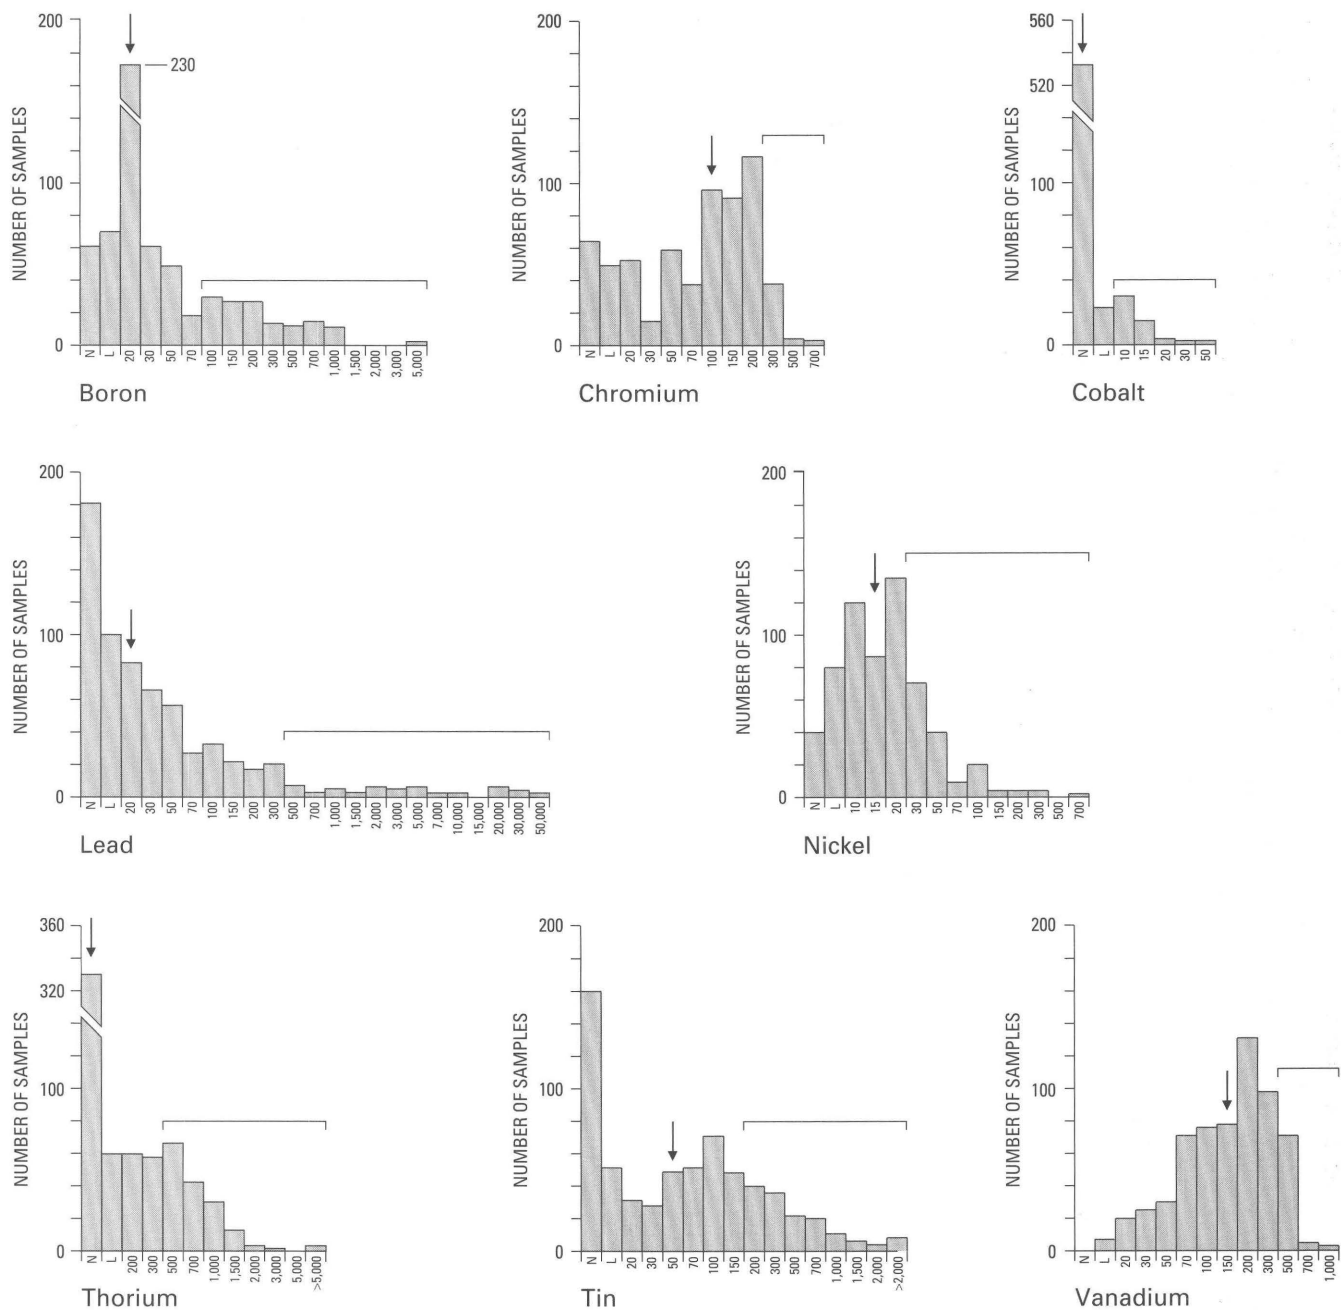 NUMBER OF SAMPLES
200
100
0
230
N L 20 30 50 70 100 150 200 300 500 700 1,000 1,500 2,000 3,000 5,000
Boron
NUMBER OF SAMPLES
200
100
0
N L 20 30 50 70 100 150 200 300 500 700
Chromium
NUMBER OF SAMPLES
560
520
100
0
N L 10 15 20 30 50
Cobalt
NUMBER OF SAMPLES
200
100
0
N L 20 30 50 70 100 150 200 300 500 700 1,000 1,500 2,000 3,000 5,000 7,000 10,000 15,000 20,000 30,000 50,000
Lead
NUMBER OF SAMPLES
200
100
0
N L 10 15 20 30 50 70 100 150 200 300 500 700
Nickel
NUMBER OF SAMPLES
360
320
100
0
N L 200 300 500 700 1,000 1,500 2,000 3,000 5,000 >5,000
Thorium
NUMBER OF SAMPLES
200
100
0
N L 20 30 50 70 100 150 200 300 500 700 1,000 1,500 2,000 >2,000
Tin
NUMBER OF SAMPLES
200
100
0
N L 20 30 50 70 100 150 200 300 500 700 1,000
Vanadium